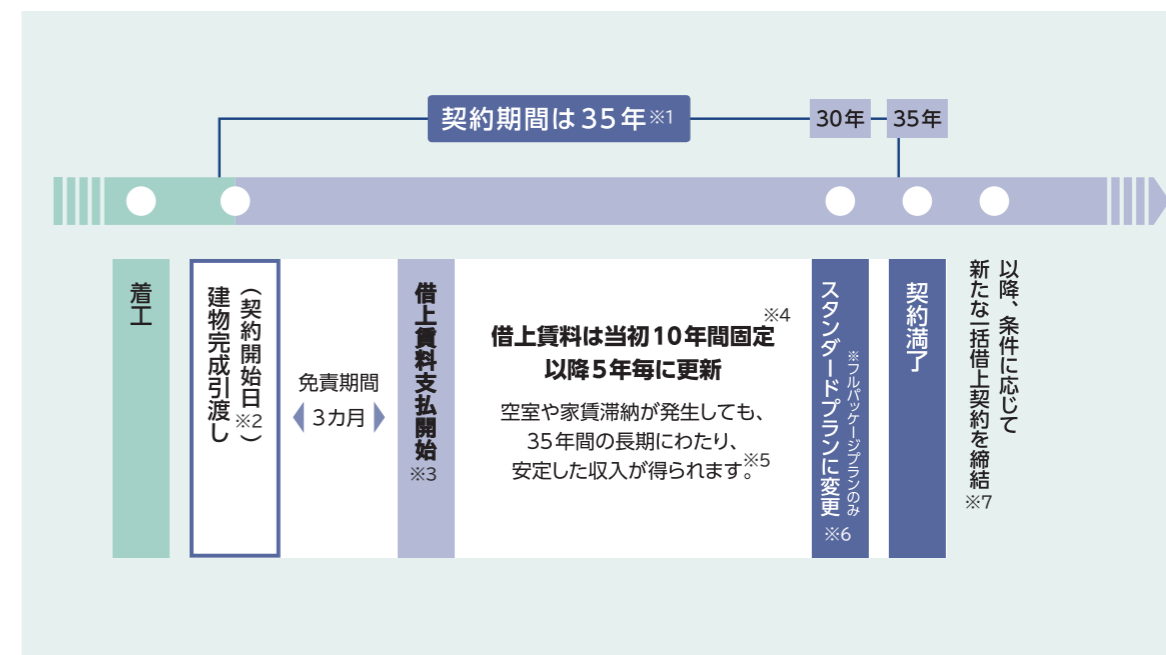 契約期間は35年※1
30年
35年
着工
建物完成引渡し
（契約開始日※2）
免責期間
3カ月
借上賃料支払開始
※3
借上賃料は当初10年間固定※4
以降5年毎に更新
空室や家賃滞納が発生しても、
35年間の長期にわたり、
安定した収入が得られます。※5
スタンダードプランに変更
※フルパッケージプランのみ
※6
契約満了
以降、条件に応じて
新たな一括借上契約を締結※7